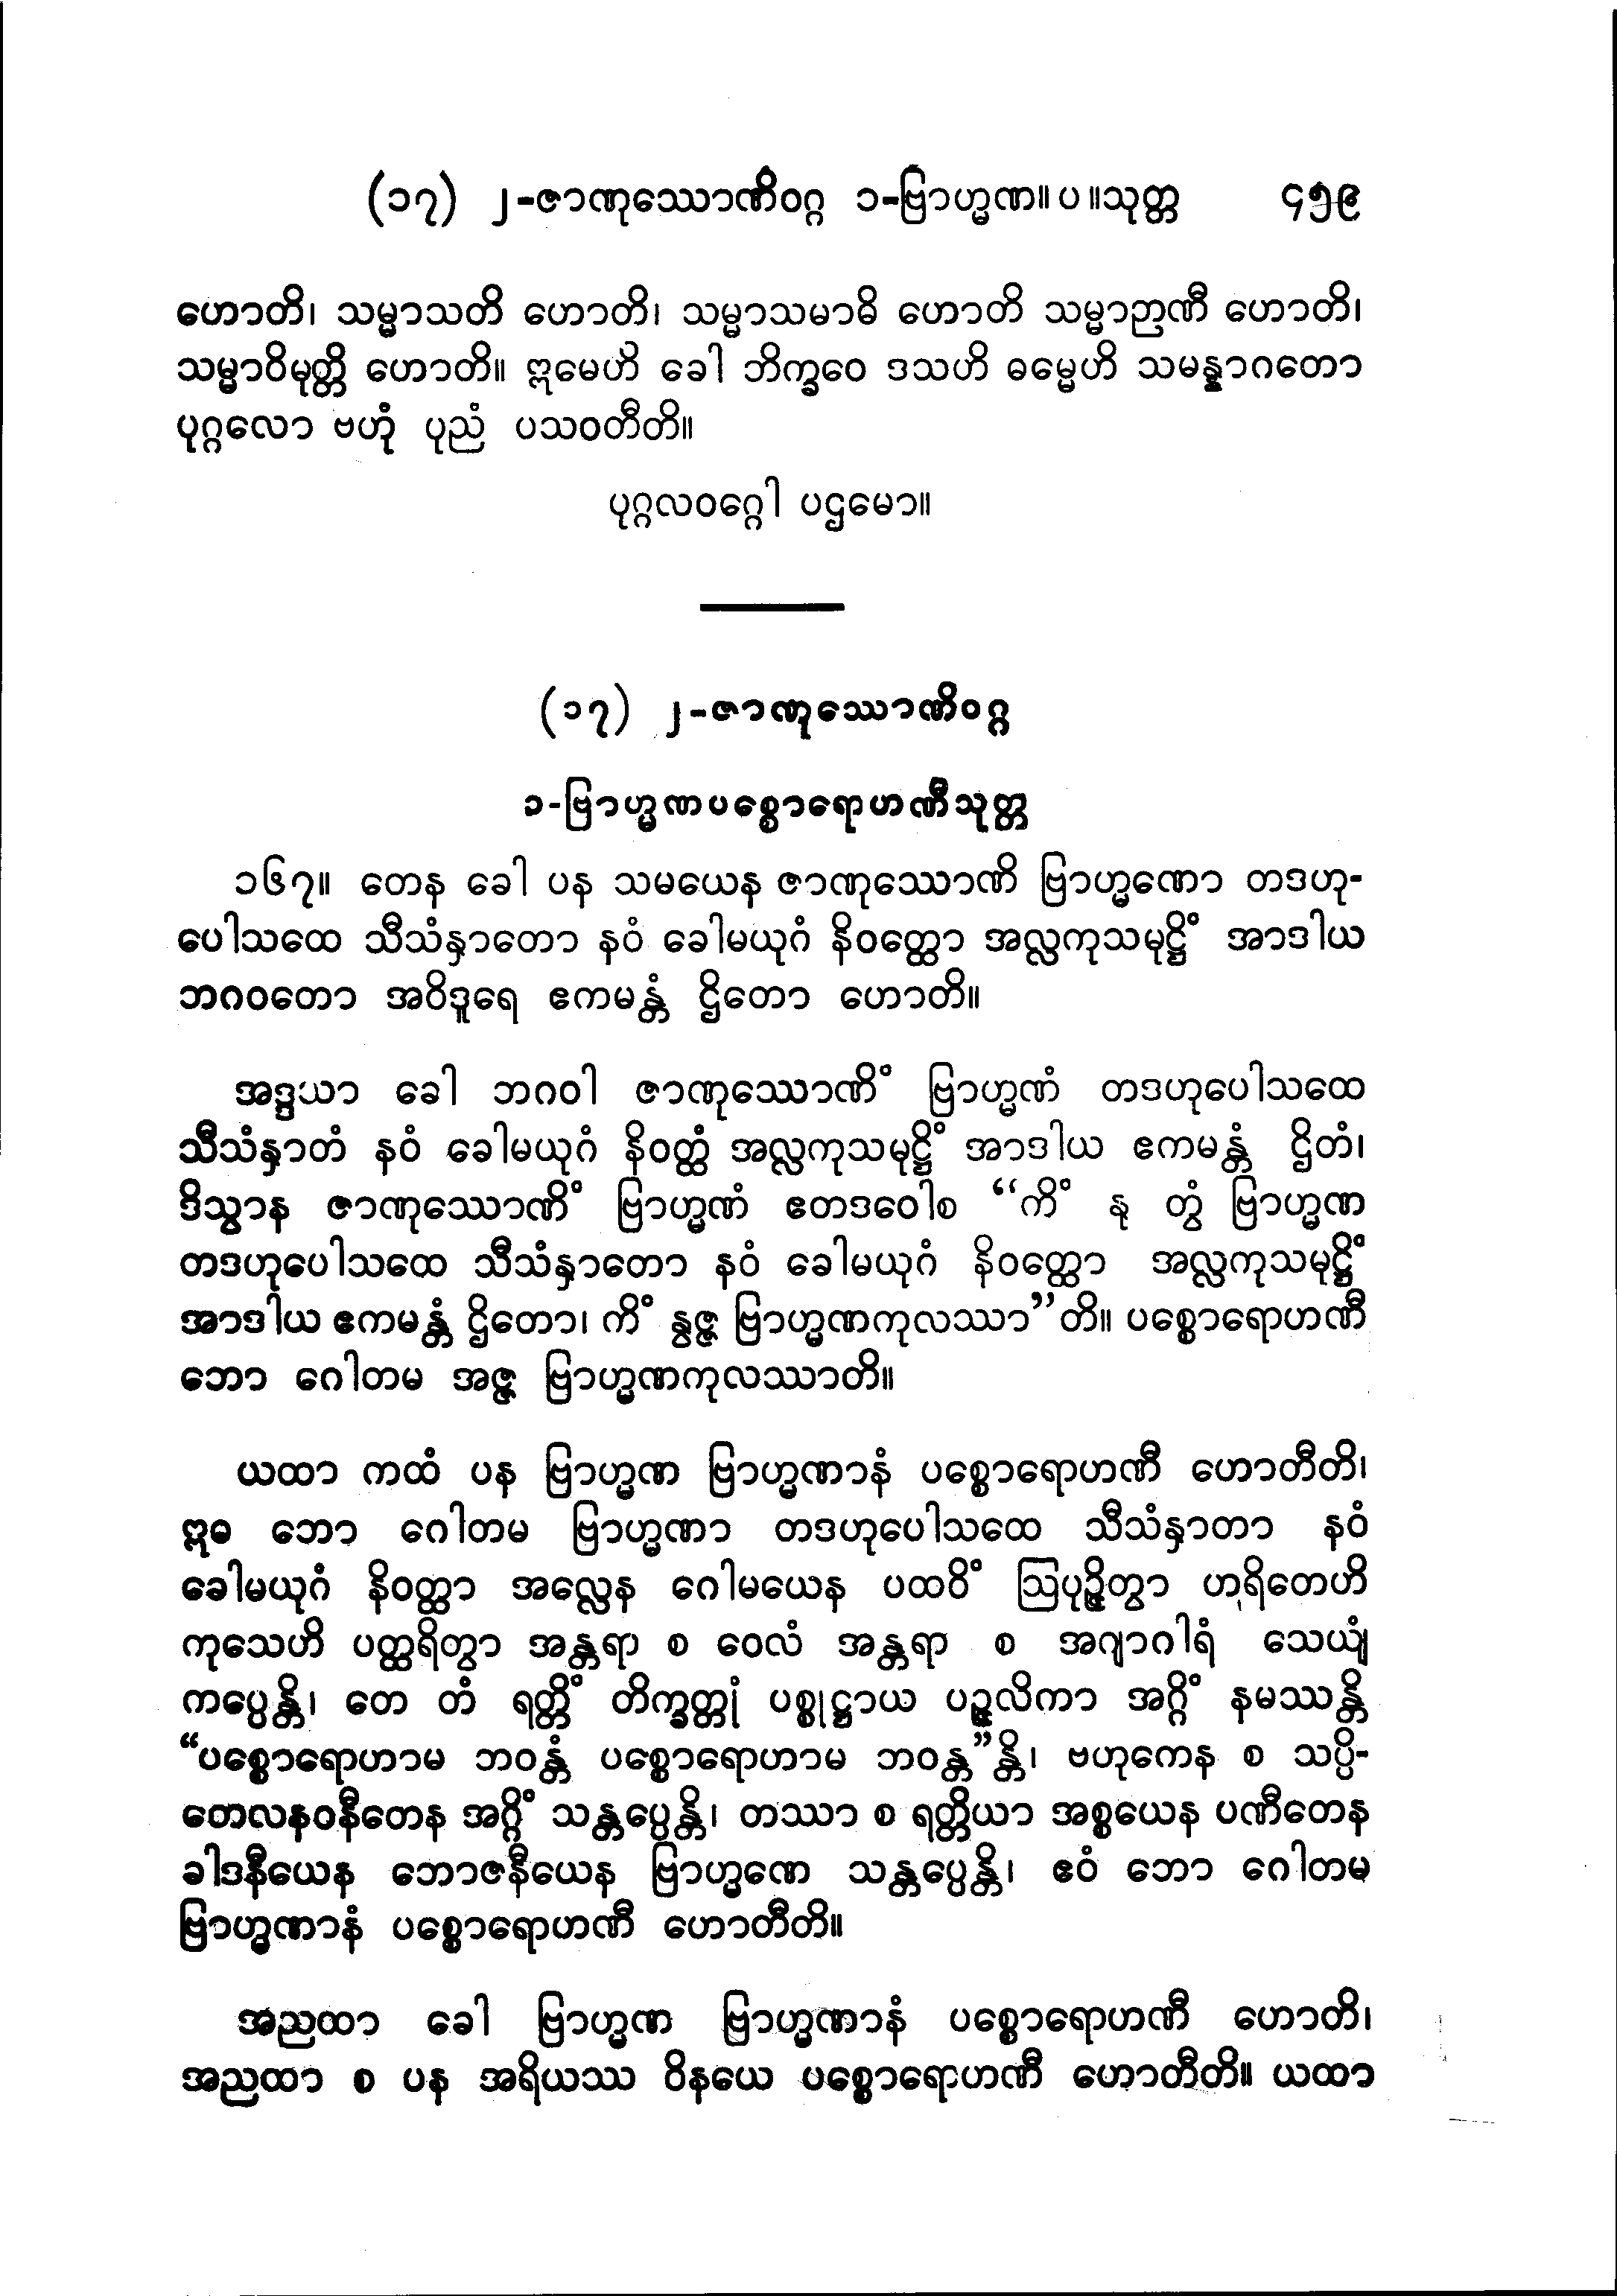 (၁၇) ၂-ဇာဏုဿောဏိဝဂ္ဂ ၁-ဗြာဟ္မဏ။ပ။သုတ္တ ၄၅၉
ဟောတိ၊ သမ္မာသတိ ဟောတိ၊ သမ္မာသမာဓိ ဟောတိ သမ္မာဉာဏီ ဟောတိ၊
သမ္မာဝိမုတ္တိ ဟောတိ။ ဣမေဟိ ခေါ ဘိက္ခဝေ ဒသဟိ ဓမ္မေဟိ သမန္နာဂတော
ပုဂ္ဂလော ဗဟုံ ပုညံ ပသဝတီတိ။
ပုဂ္ဂလဝဂ္ဂေါ ပဌမော။
(၁၇) ၂-ဇာဏုဿောဏိဝဂ္ဂ
၁-ဗြာဟ္မဏပစ္စောရောဟဏီသုတ္တ
၁၆၇။ တေန ခေါ ပန သမယေန ဇာဏုဿောဏိ ဗြာဟ္မဏော တဒဟု-
ပေါသထေ သီသံနှာတော နဝံ ခေါမယုဂံ နိဝတ္ထော အလ္လကုသမုဋ္ဌိံ အာဒါယ
ဘဂဝတော အဝိဒူရေ ဧကမန္တံ ဌိတော ဟောတိ။
အဒ္ဒသာ ခေါ ဘဂဝါ ဇာဏုဿောဏိံ ဗြာဟ္မဏံ တဒဟုပေါသထေ
သီသံနှာတံ နဝံ ခေါမယုဂံ နိဝတ္ထံ အလ္လကုသမုဋ္ဌိံ အာဒါယ ဧကမန္တံ ဌိတံ၊
ဒိသွာန ဇာဏုဿောဏိံ ဗြာဟ္မဏံ ဧတဒဝေါစ “ကိံ နု တွံ ဗြာဟ္မဏ
တဒဟုပေါသထေ သီသံနှာတော နဝံ ခေါမယုဂံ နိဝတ္ထော အလ္လကုသမုဋ္ဌိံ
အာဒါယ ဧကမန္တံ ဌိတော၊ ကိံ နွဇ္ဇ ဗြာဟ္မဏကုလဿာ”တိ။ ပစ္စောရောဟဏီ
ဘော ဂေါတမ အဇ္ဇ ဗြာဟ္မဏကုလဿာတိ။
ယထာ ကထံ ပန ဗြာဟ္မဏ ဗြာဟ္မဏာနံ ပစ္စောရောဟဏီ ဟောတီတိ၊
ဣဓ ဘော ဂေါတမ ဗြာဟ္မဏာ တဒဟုပေါသထေ သီသံနှာတာ နဝံ
ခေါမယုဂံ နိဝတ္ထာ အလ္လေန ဂေါမယေန ပထဝိံ ဩပုဉ္ဇိတွာ ဟရိတေဟိ
ကုသေဟိ ပတ္ထရိတွာ အန္တရာ စ ဝေလံ အန္တရာ စ အဂျာဂါရံ သေယျံ
ကပ္ပေန္တိ၊ တေ တံ ရတ္တိံ တိက္ခတ္တုံ ပစ္စုဋ္ဌာယ ပဉ္ဇလိကာ အဂ္ဂိံ နမဿန္တိ
“ပစ္စောရောဟာမ ဘဝန္တံ ပစ္စောရောဟာမ ဘဝန္တ”န္တိ၊ ဗဟုကေန စ သပ္ပိ-
တေလနဝနီတေန အဂ္ဂိံ သန္တပ္ပေန္တိ၊ တဿာ စ ရတ္တိယာ အစ္စယေန ပဏီတေန
ခါဒနီယေန ဘောဇနီယေန ဗြာဟ္မဏေ သန္တပ္ပေန္တိ၊ ဧဝံ ဘော ဂေါတမ
ဗြာဟ္မဏာနံ ပစ္စောရောဟဏီ ဟောတီတိ။
အညထာ ခေါ ဗြာဟ္မဏ ဗြာဟ္မဏာနံ ပစ္စောရောဟဏီ ဟောတိ၊
အညထာ စ ပန အရိယဿ ဝိနယေ ပစ္စောရောဟဏီ ဟောတီတိ။ ယထာ